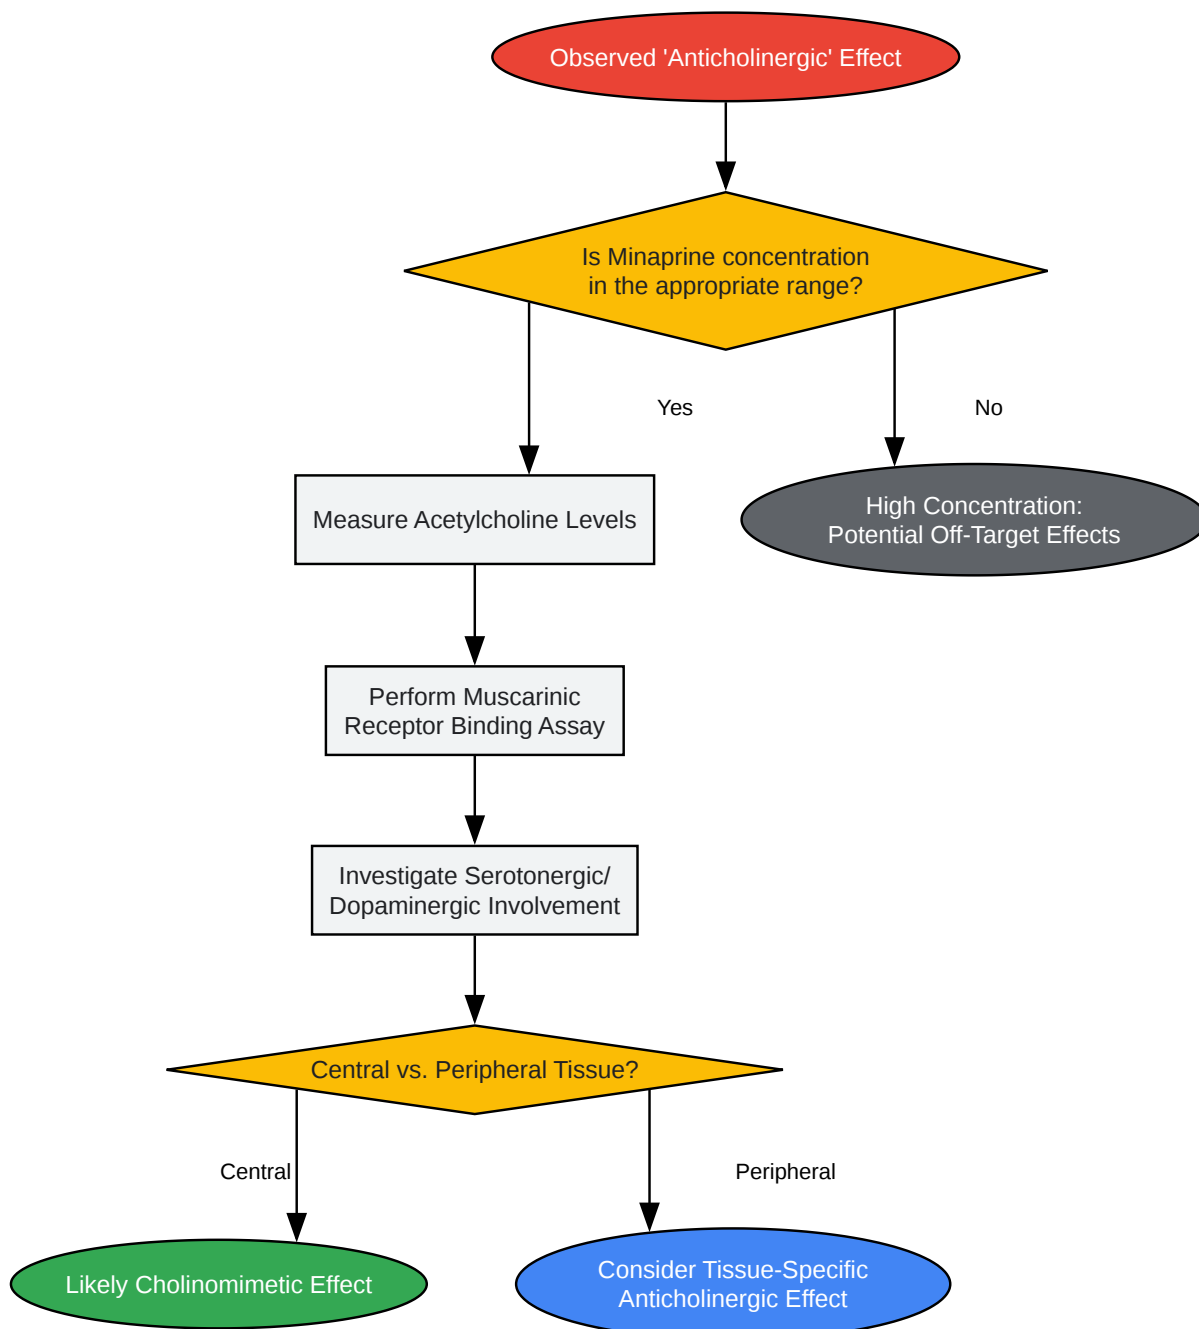 Observed 'Anticholinergic' Effect
Is Minaprine concentration
in the appropriate range?
Yes
No
Measure Acetylcholine Levels
High Concentration:
Potential Off-Target Effects
Perform Muscarinic
Receptor Binding Assay
Investigate Serotonergic/
Dopaminergic Involvement
Central vs. Peripheral Tissue?
Central
Peripheral
Likely Cholinomimetic Effect
Consider Tissue-Specific
Anticholinergic Effect